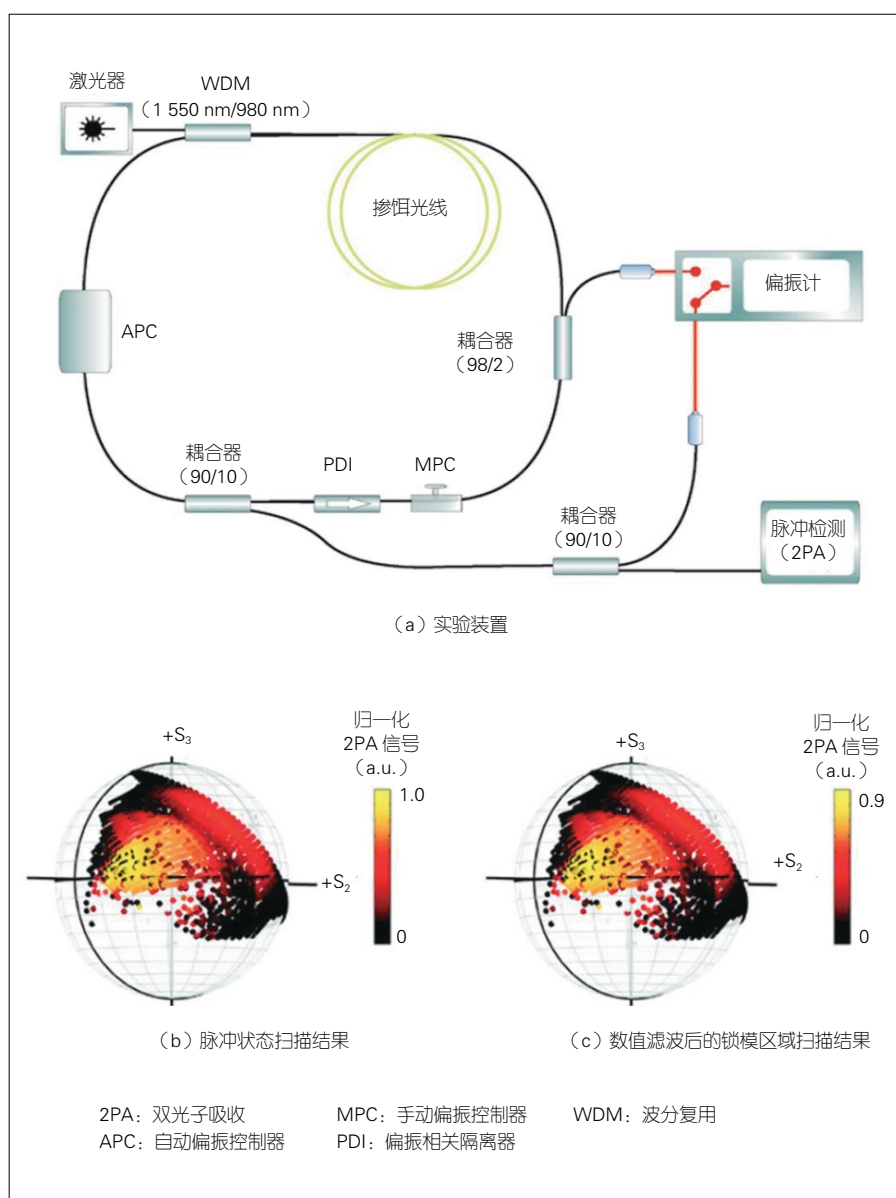 激光器
WDM
（1 550 nm/980 nm）
掺饵光线
偏振计
APC
耦合器
（98/2）
耦合器
（90/10）
PDI
MPC
耦合器
（90/10）
脉冲检测
（2PA）
（a）实验装置
+S₃
归一化
2PA 信号
（a.u.）
1.0
0
+S₂
（b）脉冲状态扫描结果
+S₃
归一化
2PA 信号
（a.u.）
0.9
0
+S₂
（c）数值滤波后的锁模区域扫描结果
2PA：双光子吸收 MPC：手动偏振控制器 WDM：波分复用
APC：自动偏振控制器 PDI：偏振相关隔离器